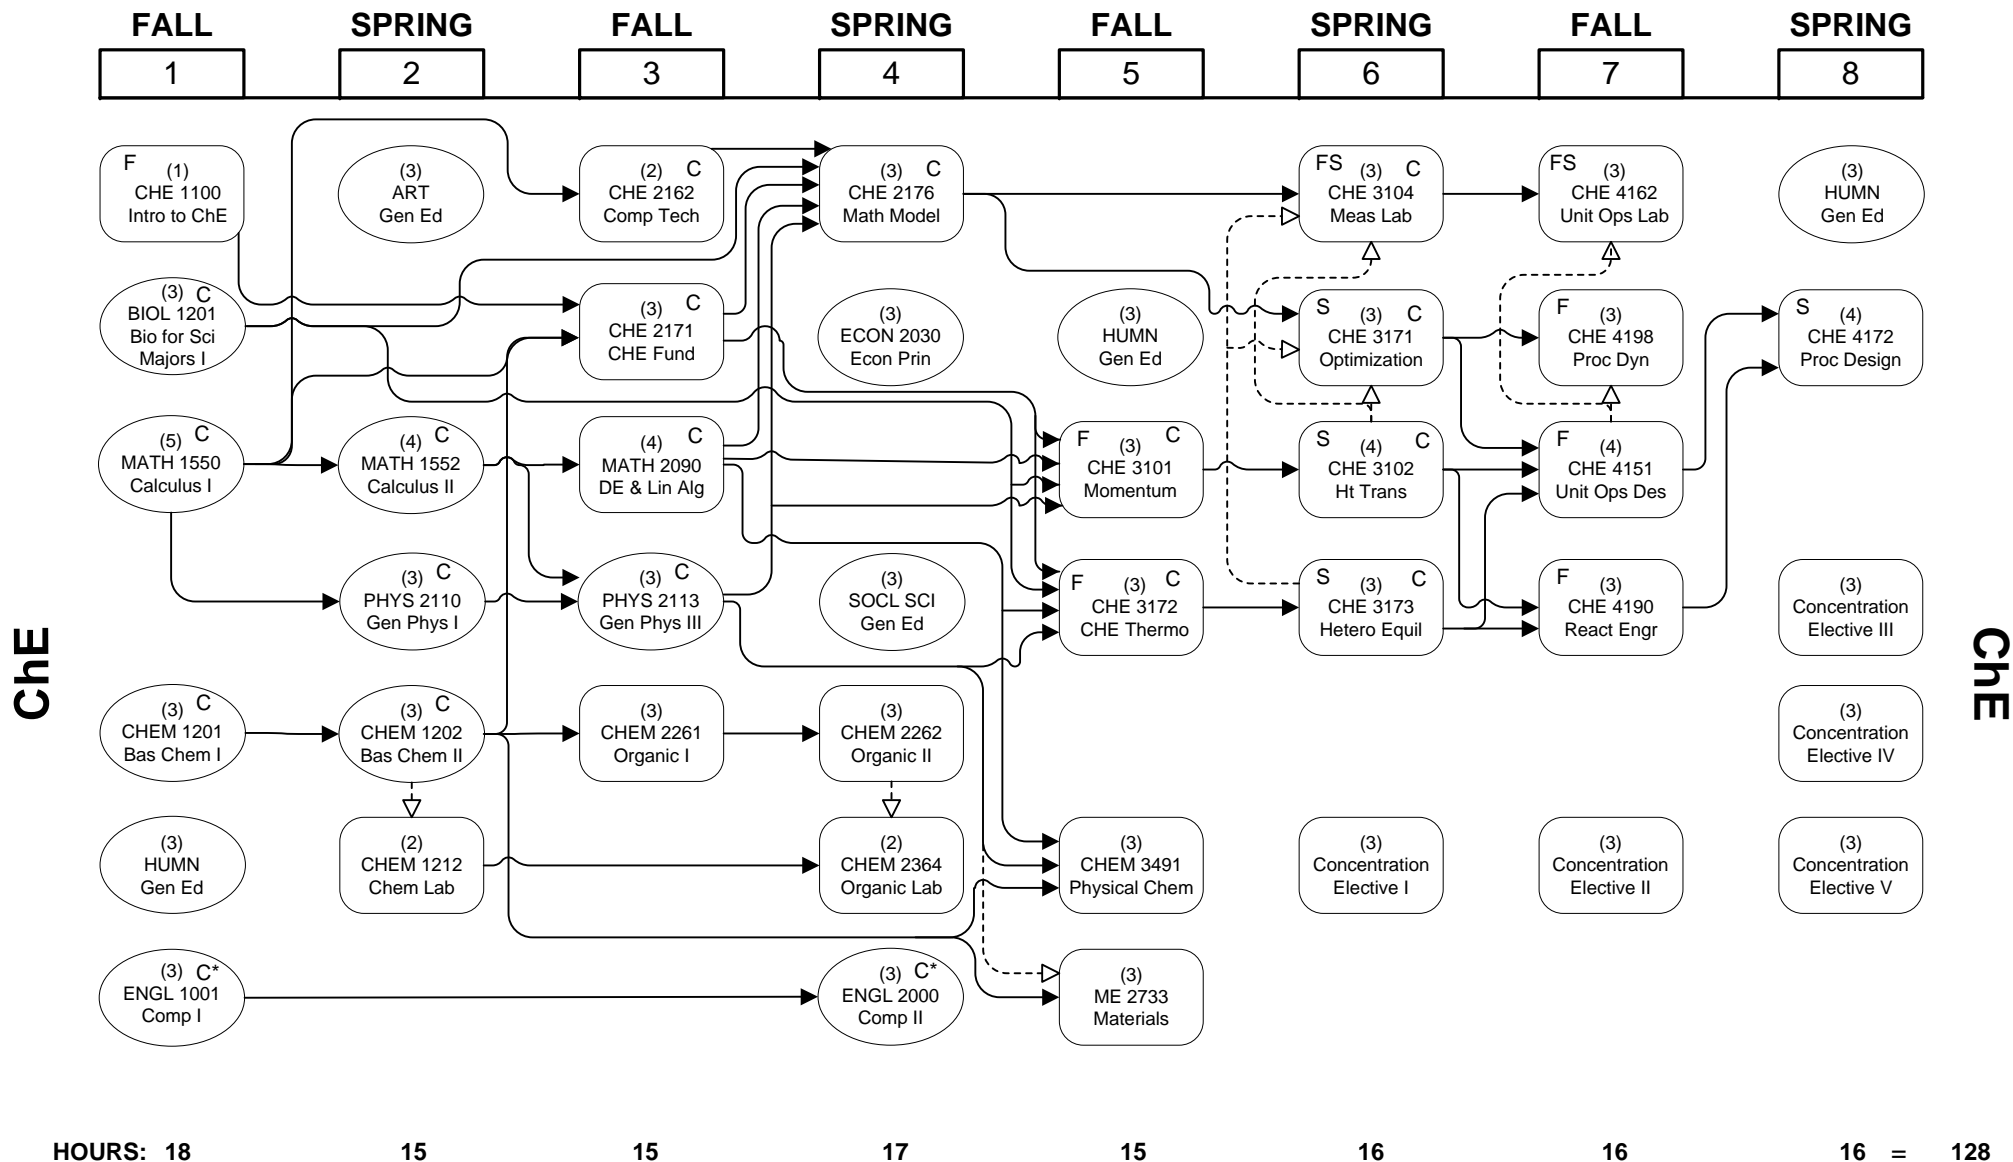 FALL
SPRING
FALL
SPRING
FALL
SPRING
FALL
SPRING
1
2
3
4
5
6
7
8
F (1)
CHE 1100
Intro to ChE
(3)
ART
Gen Ed
(2) C
CHE 2162
Comp Tech
(3) C
CHE 2176
Math Model
FS (3) C
CHE 3104
Meas Lab
FS (3)
CHE 4162
Unit Ops Lab
(3)
HUMN
Gen Ed
(3) C
BIOL 1201
Bio for Sci
Majors I
(3) C
CHE 2171
CHE Fund
(3)
ECON 2030
Econ Prin
(3)
HUMN
Gen Ed
S (3) C
CHE 3171
Optimization
F (3)
CHE 4198
Proc Dyn
S (4)
CHE 4172
Proc Design
(5) C
MATH 1550
Calculus I
(4) C
MATH 1552
Calculus II
(4) C
MATH 2090
DE & Lin Alg
F (3) C
CHE 3101
Momentum
S (4) C
CHE 3102
Ht Trans
F (4)
CHE 4151
Unit Ops Des
(3) C
PHYS 2110
Gen Phys I
(3) C
PHYS 2113
Gen Phys III
(3)
SOCL SCI
Gen Ed
F (3) C
CHE 3172
CHE Thermo
S (3) C
CHE 3173
Hetero Equil
F (3)
CHE 4190
React Engr
(3)
Concentration
Elective III
ChE
ChE
(3) C
CHEM 1201
Bas Chem I
(3) C
CHEM 1202
Bas Chem II
(3)
CHEM 2261
Organic I
(3)
CHEM 2262
Organic II
(3)
Concentration
Elective IV
(3)
HUMN
Gen Ed
(2)
CHEM 1212
Chem Lab
(2)
CHEM 2364
Organic Lab
(3)
CHEM 3491
Physical Chem
(3)
Concentration
Elective I
(3)
Concentration
Elective II
(3)
Concentration
Elective V
(3) C*
ENGL 1001
Comp I
(3) C*
ENGL 2000
Comp II
(3)
ME 2733
Materials
HOURS: 18 15 15 17 15 16 16 16 = 128